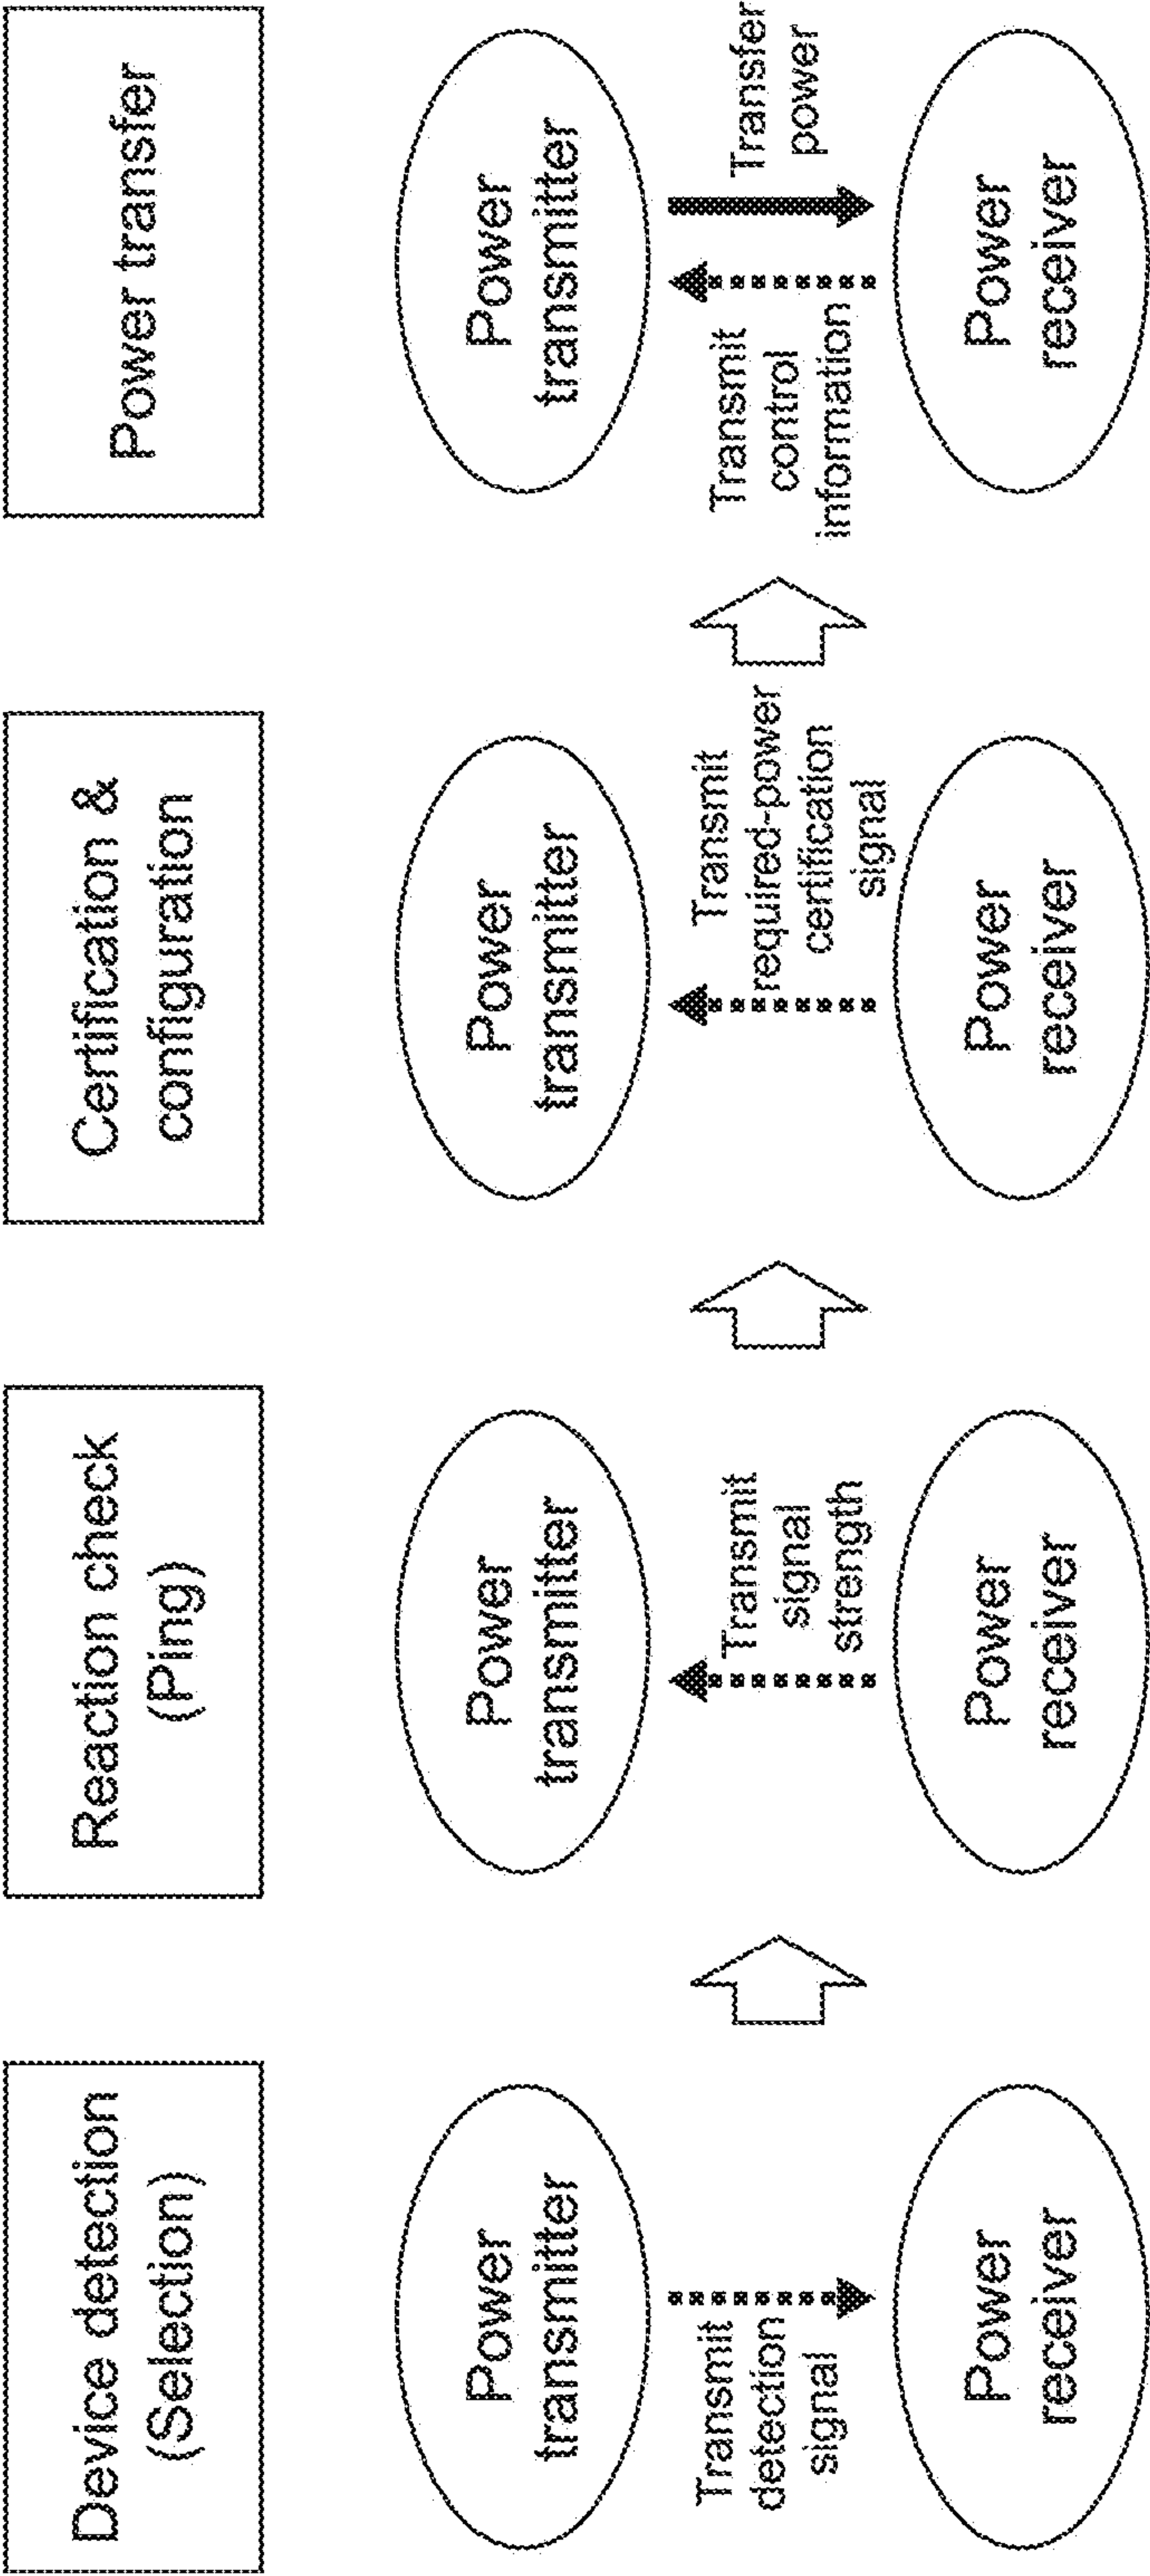 Device detection
(Selection)
Reaction check
(Ping)
Certification &
configuration
Power transfer
Power
transmitter
Transmit
detection
signal
Power
receiver
Power
transmitter
Transmit
signal
strength
Power
receiver
Power
transmitter
Transmit
required-power
certification
signal
Power
receiver
Power
transmitter
Transmit
control
information
Transfer
power
Power
receiver